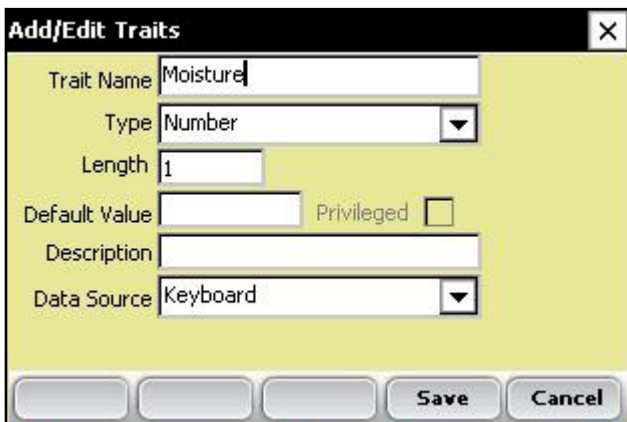 Add/Edit Traits
Trait Name Moisture
Type Number
Length 1
Default Value Privileged
Description
Data Source Keyboard
Save Cancel